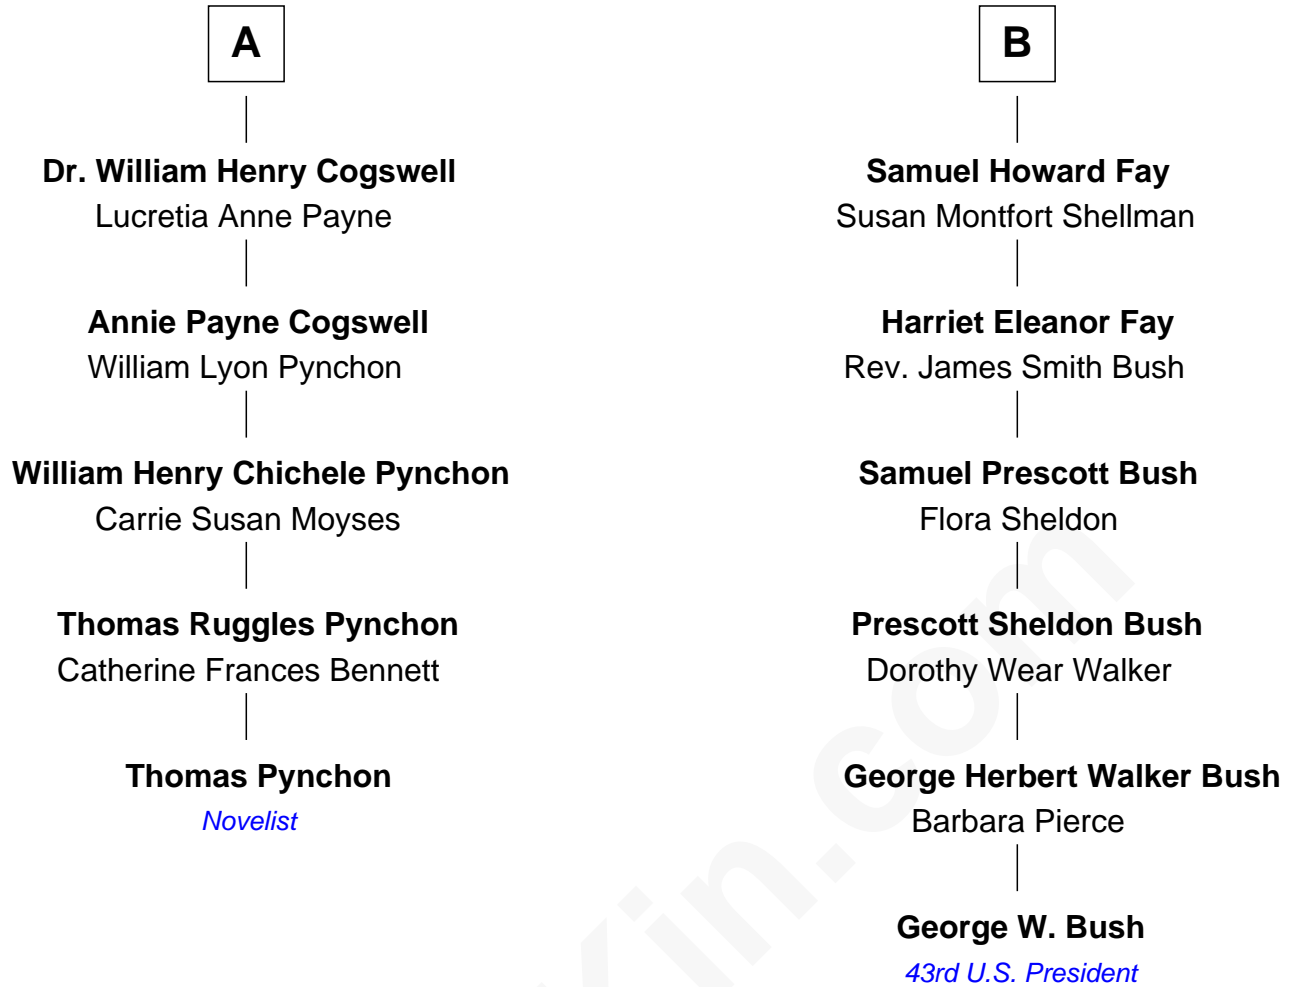 A
Dr. William Henry Cogswell
Lucretia Anne Payne
Annie Payne Cogswell
William Lyon Pynchon
William Henry Chichele Pynchon
Carrie Susan Moyses
Thomas Ruggles Pynchon
Catherine Frances Bennett
Thomas Pynchon
Novelist
B
Samuel Howard Fay
Susan Montfort Shellman
Harriet Eleanor Fay
Rev. James Smith Bush
Samuel Prescott Bush
Flora Sheldon
Prescott Sheldon Bush
Dorothy Wear Walker
George Herbert Walker Bush
Barbara Pierce
George W. Bush
43rd U.S. President
Kin.com